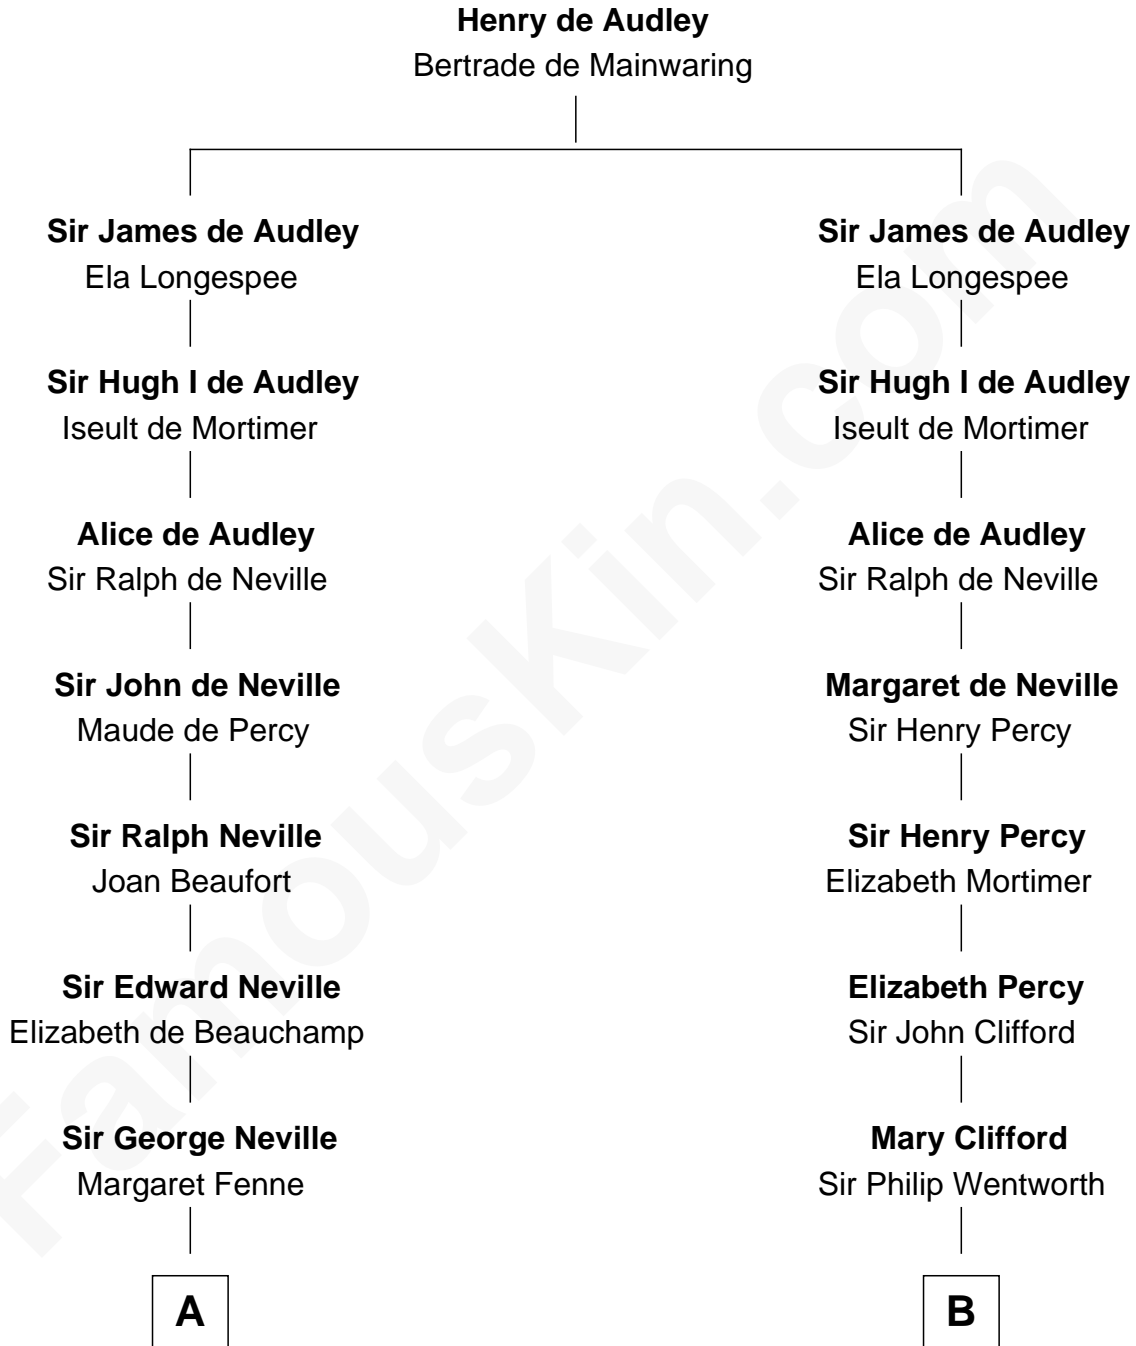 Henry de Audley
Bertrade de Mainwaring
Sir James de Audley
Ela Longespee
Sir Hugh I de Audley
Iseult de Mortimer
Alice de Audley
Sir Ralph de Neville
Sir John de Neville
Maude de Percy
Sir Ralph Neville
Joan Beaufort
Sir Edward Neville
Elizabeth de Beauchamp
Sir George Neville
Margaret Fenne
A
Sir James de Audley
Ela Longespee
Sir Hugh I de Audley
Iseult de Mortimer
Alice de Audley
Sir Ralph de Neville
Margaret de Neville
Sir Henry Percy
Sir Henry Percy
Elizabeth Mortimer
Elizabeth Percy
Sir John Clifford
Mary Clifford
Sir Philip Wentworth
B
FamousKin.com